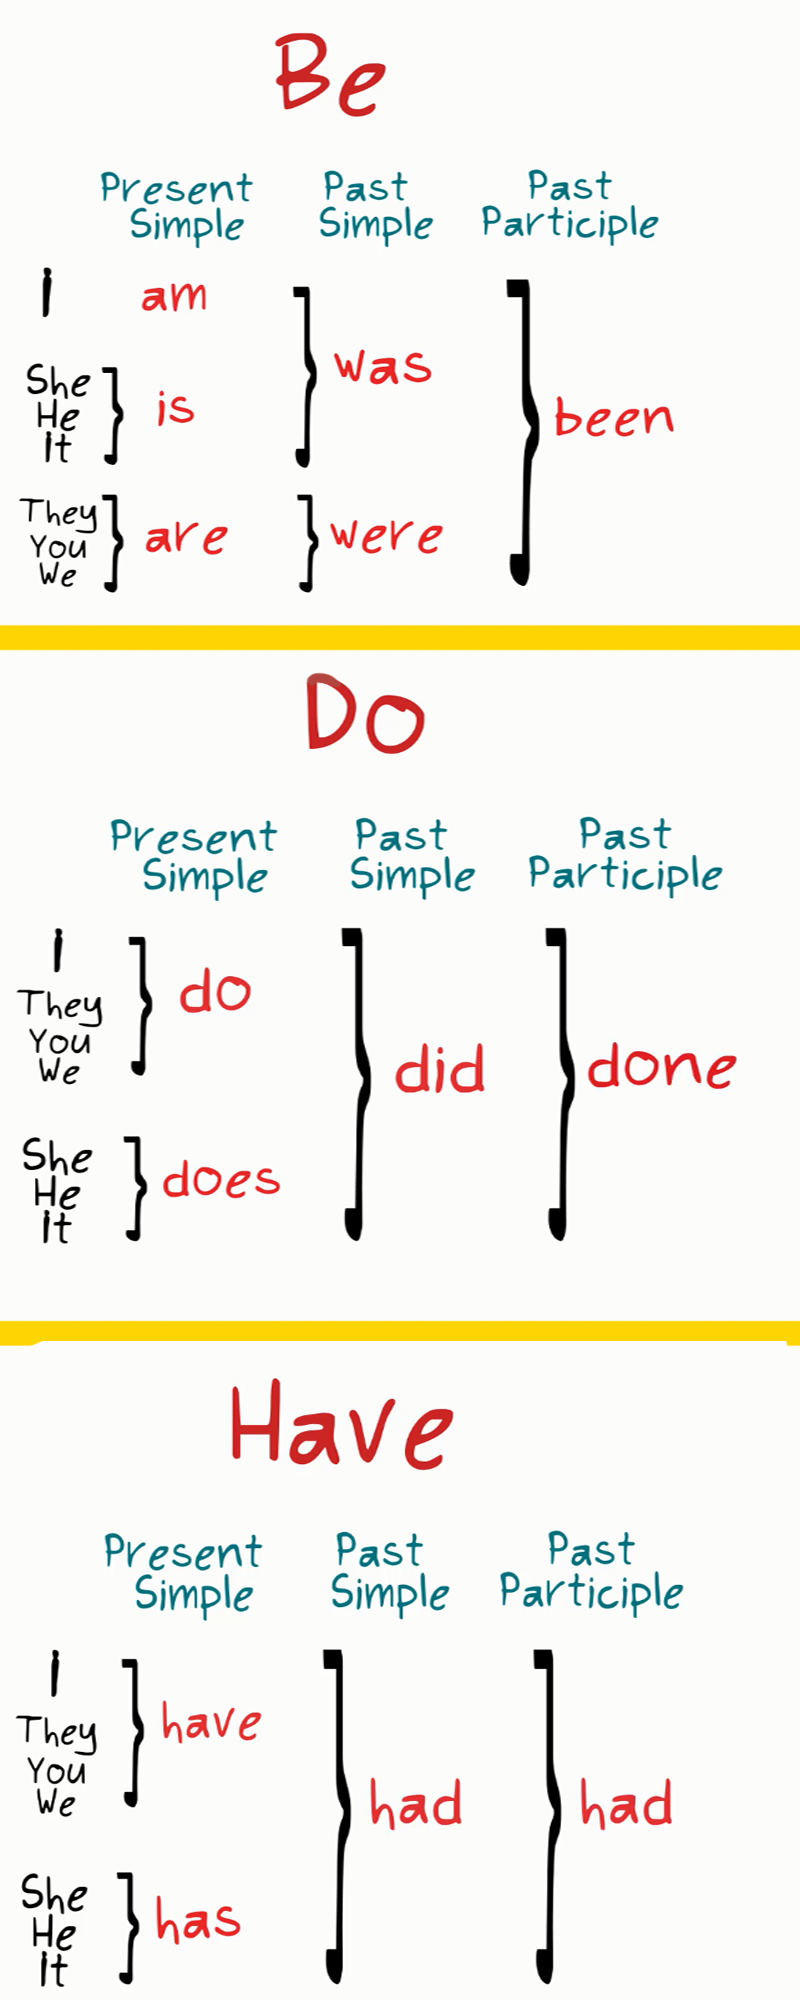 Be
Present Past Past
Simple Simple Participle
I am
was
She
He is
It
been
They
You are were
We
Do
Present Past Past
Simple Simple Participle
I
They do
You
We
did done
She
He does
It
Have
Present Past Past
Simple Simple Participle
I
They have
You
We
had had
She
He has
It